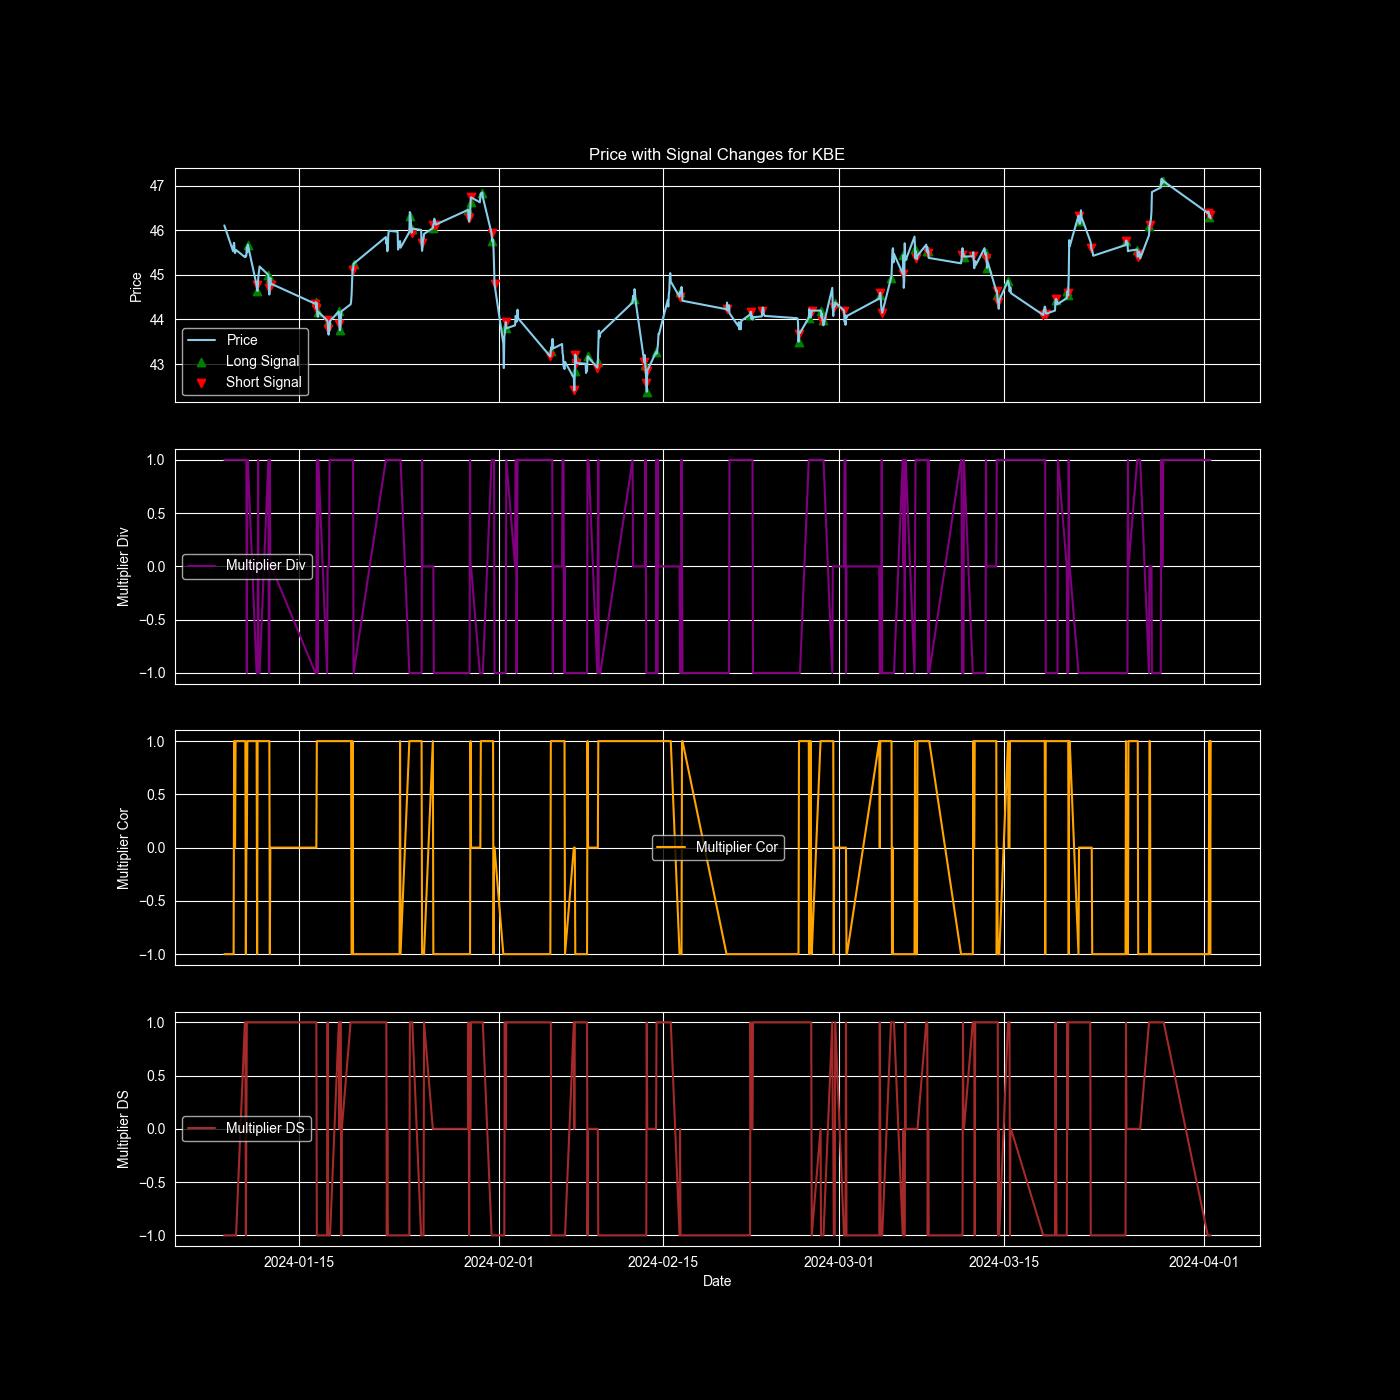 Price with Signal Changes for KBE
47
46
45
44
43
Price
Price
Long Signal
Short Signal
1.0
0.5
0.0
−0.5
−1.0
Multiplier Div
Multiplier Div
1.0
0.5
0.0
−0.5
−1.0
Multiplier Cor
Multiplier Cor
1.0
0.5
0.0
−0.5
−1.0
Multiplier DS
Multiplier DS
2024-01-15 2024-02-01 2024-02-15 2024-03-01 2024-03-15 2024-04-01
Date